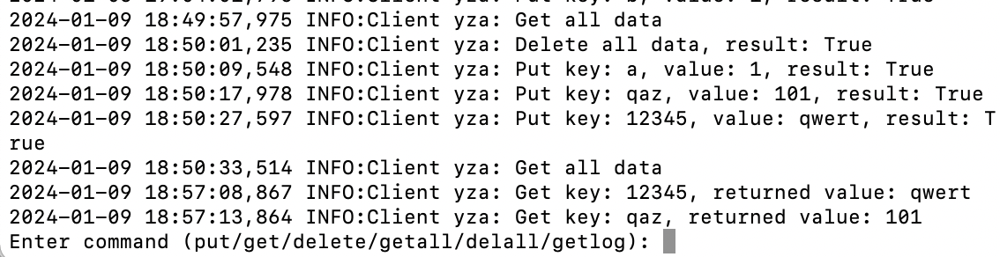 2024-01-09 18:49:57,975 INFO:Client yza: Get all data
2024-01-09 18:50:01,235 INFO:Client yza: Delete all data, result: True
2024-01-09 18:50:09,548 INFO:Client yza: Put key: a, value: 1, result: True
2024-01-09 18:50:17,978 INFO:Client yza: Put key: qaz, value: 101, result: True
2024-01-09 18:50:27,597 INFO:Client yza: Put key: 12345, value: qwert, result: T
rue
2024-01-09 18:50:33,514 INFO:Client yza: Get all data
2024-01-09 18:57:08,867 INFO:Client yza: Get key: 12345, returned value: qwert
2024-01-09 18:57:13,864 INFO:Client yza: Get key: qaz, returned value: 101
Enter command (put/get/delete/getall/delall/getlog):